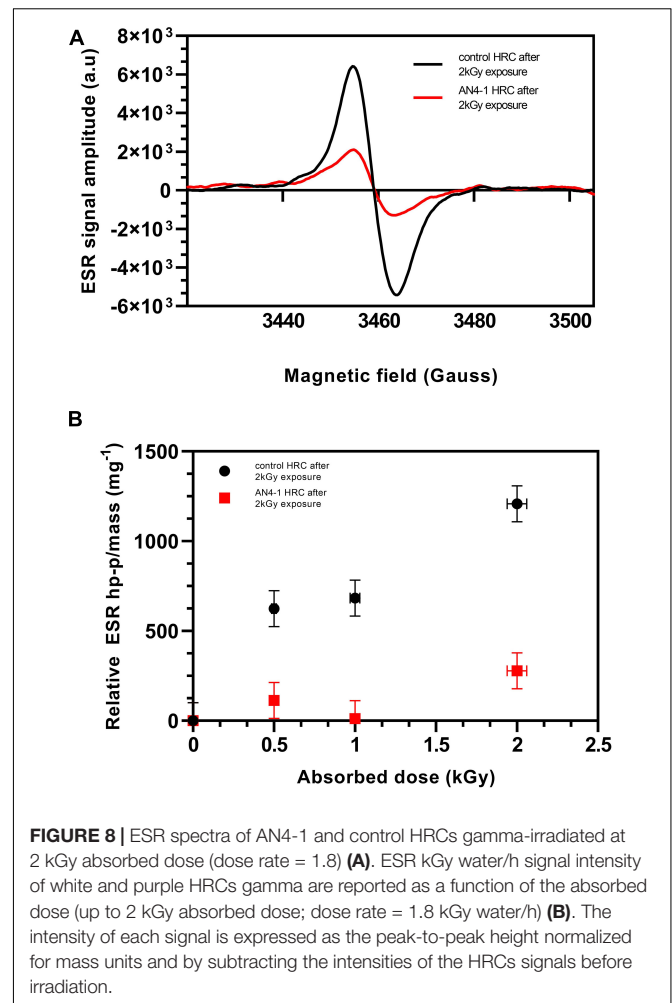 A
8×10³
6×10³
4×10³
2×10³
0
-2×10³
-4×10³
-6×10³
ESR signal amplitude (a.u)
control HRC after
2kGy exposure
AN4-1 HRC after
2kGy exposure
3440 3460 3480 3500
Magnetic field (Gauss)
B
1500
1000
500
0
Relative ESR hp-p/mass (mg⁻¹)
control HRC after
2kGy exposure
AN4-1 HRC after
2kGy exposure
0 0.5 1 1.5 2 2.5
Absorbed dose (kGy)
FIGURE 8 | ESR spectra of AN4-1 and control HRCs gamma-irradiated at
2 kGy absorbed dose (dose rate = 1.8) (A). ESR kGy water/h signal intensity
of white and purple HRCs gamma are reported as a function of the absorbed
dose (up to 2 kGy absorbed dose; dose rate = 1.8 kGy water/h) (B). The
intensity of each signal is expressed as the peak-to-peak height normalized
for mass units and by subtracting the intensities of the HRCs signals before
irradiation.